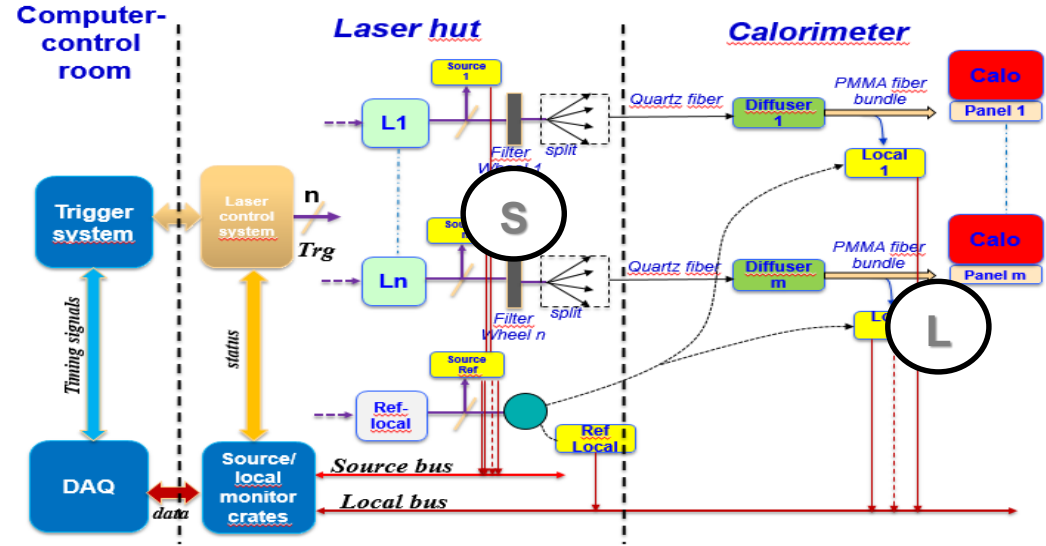 Computer-
control
room
Laser hut
Calorimeter
Source
1
L1
Filter
Wheel 1
split
Quartz fiber
Diffuser
1
PMMA fiber
bundle
Calo
Panel 1
Local
1
Trigger
system
Laser
control
system
n
Trg
S
Ln
Filter
Wheel n
split
Quartz fiber
Diffuser
m
PMMA fiber
bundle
Calo
Panel m
L
Timing signals
status
Source
Ref
Ref-
local
Ref
Local
DAQ
data
Source/
local
monitor
crates
Source bus
Local bus